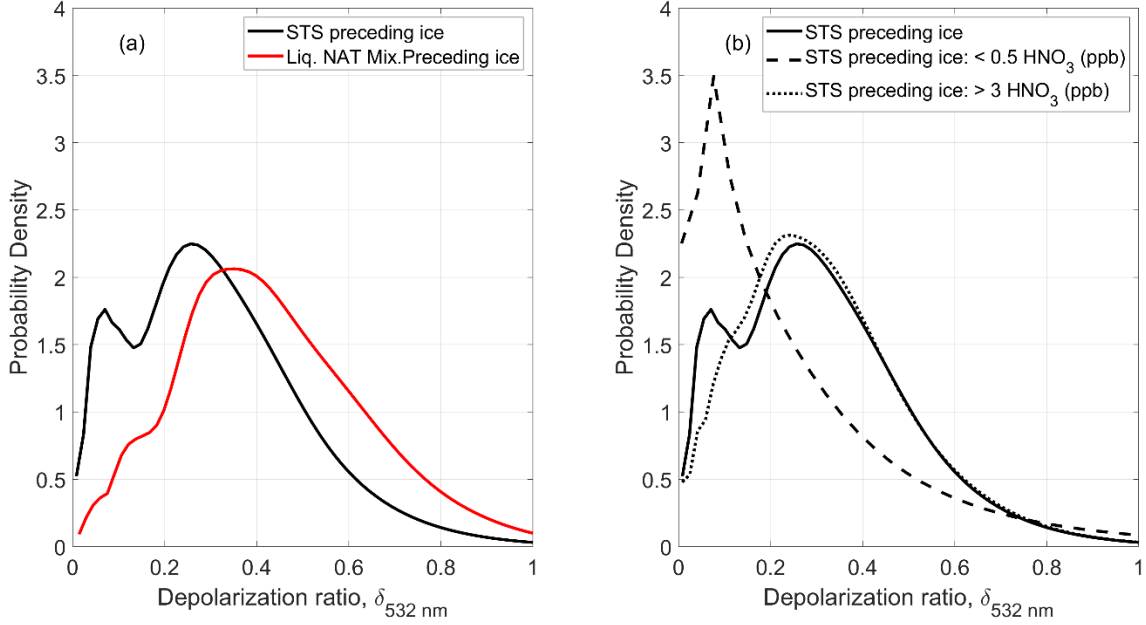 (a)
STS preceding ice
Liq. NAT Mix.Preceding ice
Probability Density
4
3.5
3
2.5
2
1.5
1
0.5
0
0 0.2 0.4 0.6 0.8 1
Depolarization ratio, δ532 nm
(b)
STS preceding ice
STS preceding ice: < 0.5 HNO3 (ppb)
STS preceding ice: > 3 HNO3 (ppb)
Probability Density
4
3.5
3
2.5
2
1.5
1
0.5
0
0 0.2 0.4 0.6 0.8 1
Depolarization ratio, δ532 nm